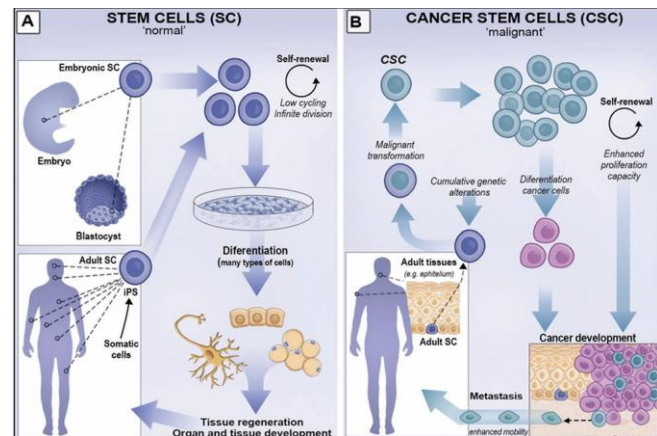 A
STEM CELLS (SC)
'normal'
Embryonic SC
Embryo
Blastocyst
Self-renewal
Low cycling
Infinite division
Adult SC
iPS
Somatic
cells
Diferentiation
(many types of cells)
Tissue regeneration
Organ and tissue development
B
CANCER STEM CELLS (CSC)
'malignant'
CSC
Self-renewal
Enhanced
proliferation
capacity
Malignant
transformation
Cumulative genetic
alterations
Diferentiation
cancer cells
Adult tissues
(e.g. ephitelium)
Adult SC
Cancer development
Metastasis
enhanced mobility